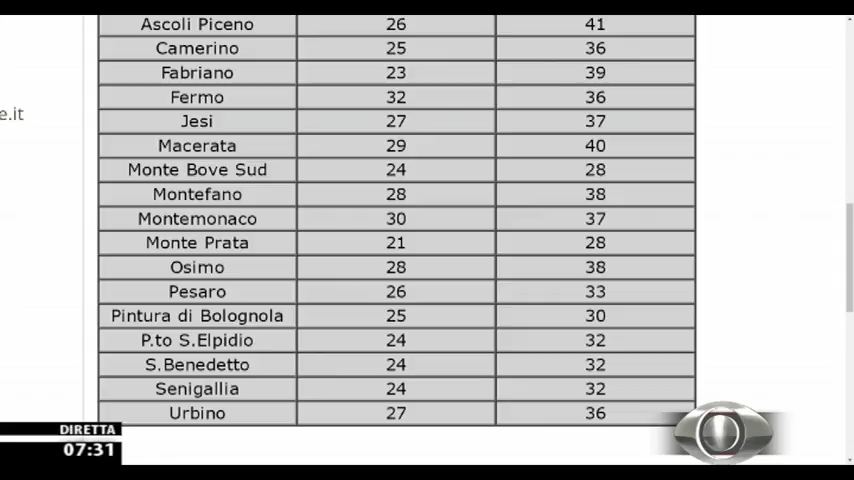 Ascoli Piceno 26 41
Camerino 25 36
Fabriano 23 39
Fermo 32 36
e.it
Jesi 27 37
Macerata 29 40
Monte Bove Sud 24 28
Montefano 28 38
Montemonaco 30 37
Monte Prata 21 28
Osimo 28 38
Pesaro 26 33
Pintura di Bolognola 25 30
P.to S.Elpidio 24 32
S.Benedetto 24 32
Senigallia 24 32
Urbino 27 36
DIRETTA
07:31